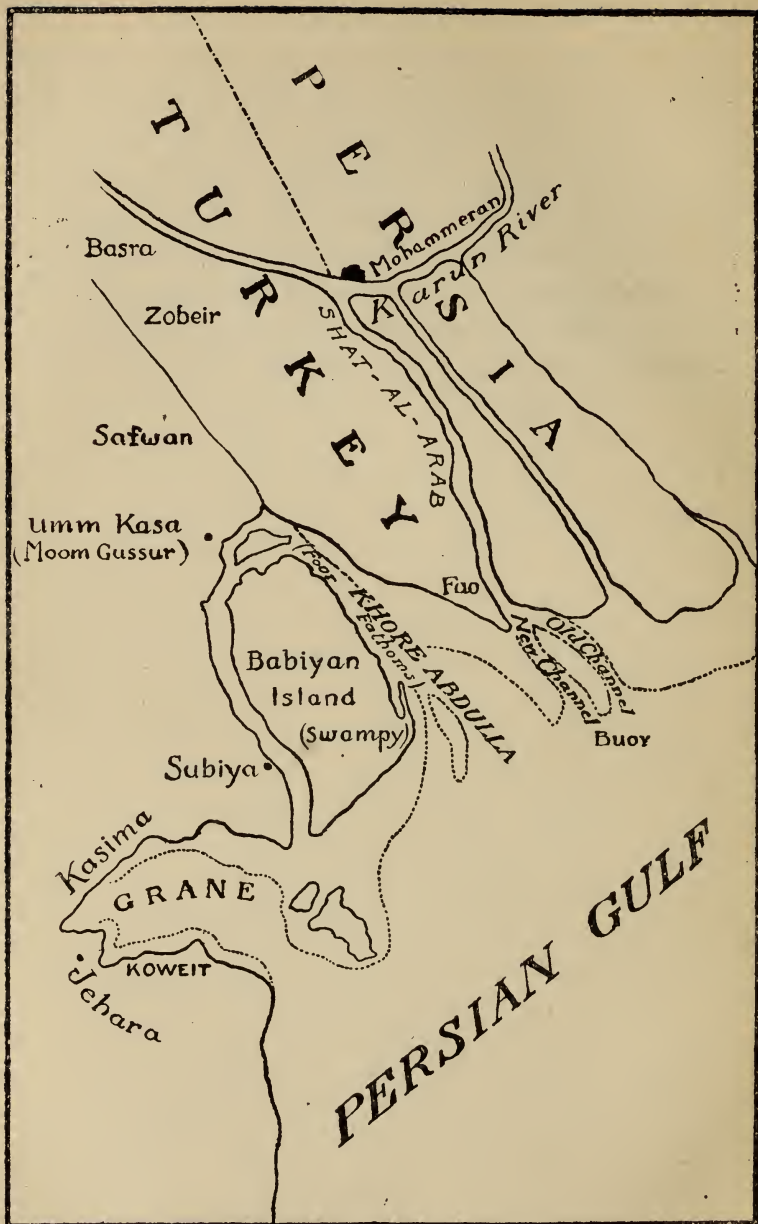 TURKEY
PERSIA
Mohammeran
Karun River
Basra
Zobeir
SHAT-AL-ARAB
Safwan
Umm Kasa
(Moom Gussur)
Fao
(Four
Fathoms)
KHORE ABDULLA
Old Channel
New Channel
Buoy
Babiyan
Island
(Swampy)
Subiya
Kasima
GRANE
KOWEIT
Jehara
PERSIAN GULF